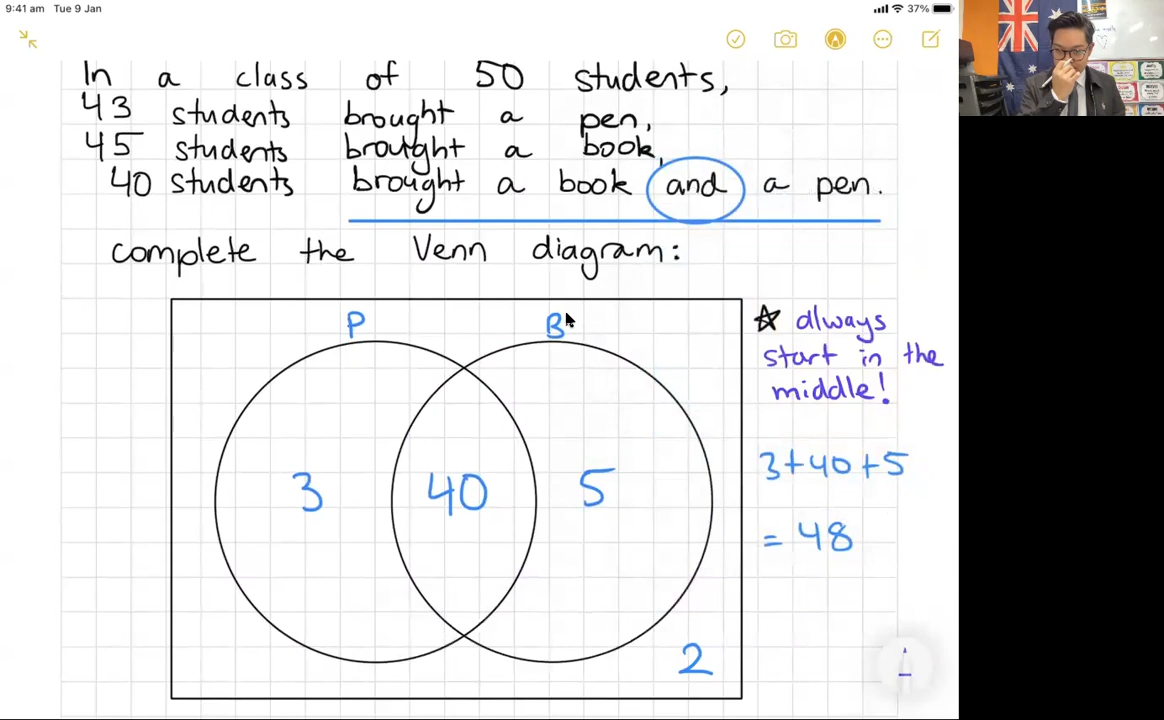 9:41 am Tue 9 Jan
37%
In a class of 50 students,
43 students brought a pen,
45 students brought a book,
40 students brought a book and a pen.
complete the Venn diagram:
P B
always
start in the
middle!
3 40 5
3+40+5
= 48
2